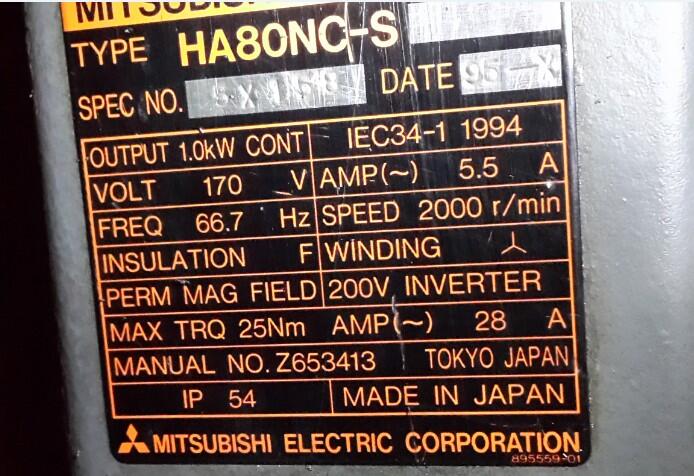 MITSUBISHI
TYPE HA80NC-S
SPEC NO. DATE 95-X
OUTPUT 1.0kW CONT IEC34-1 1994
VOLT 170 V AMP(~) 5.5 A
FREQ 66.7 Hz SPEED 2000 r/min
INSULATION F WINDING
PERM MAG FIELD 200V INVERTER
MAX TRQ 25Nm AMP(~) 28 A
MANUAL NO. Z653413 TOKYO JAPAN
IP 54 MADE IN JAPAN
MITSUBISHI ELECTRIC CORPORATION
895559-01